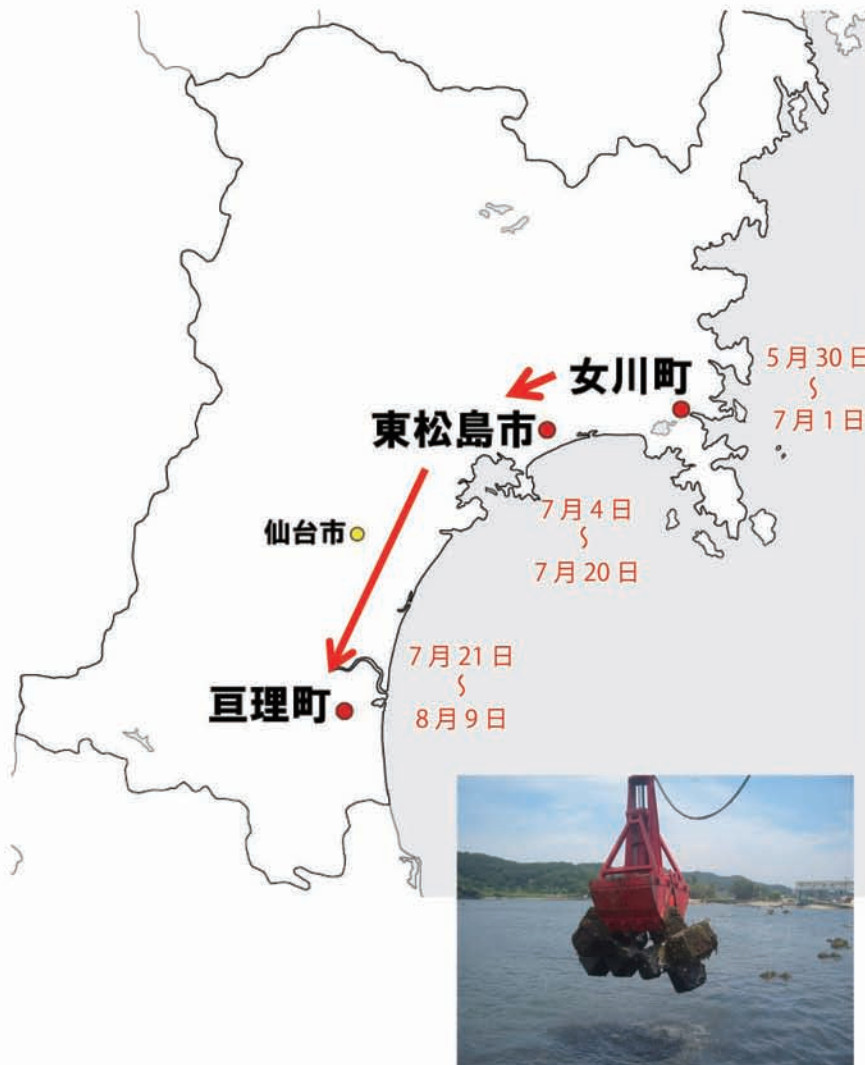 女川町
5月30日
〜
7月1日
東松島市
7月4日
〜
7月20日
仙台市
7月21日
〜
8月9日
亘理町